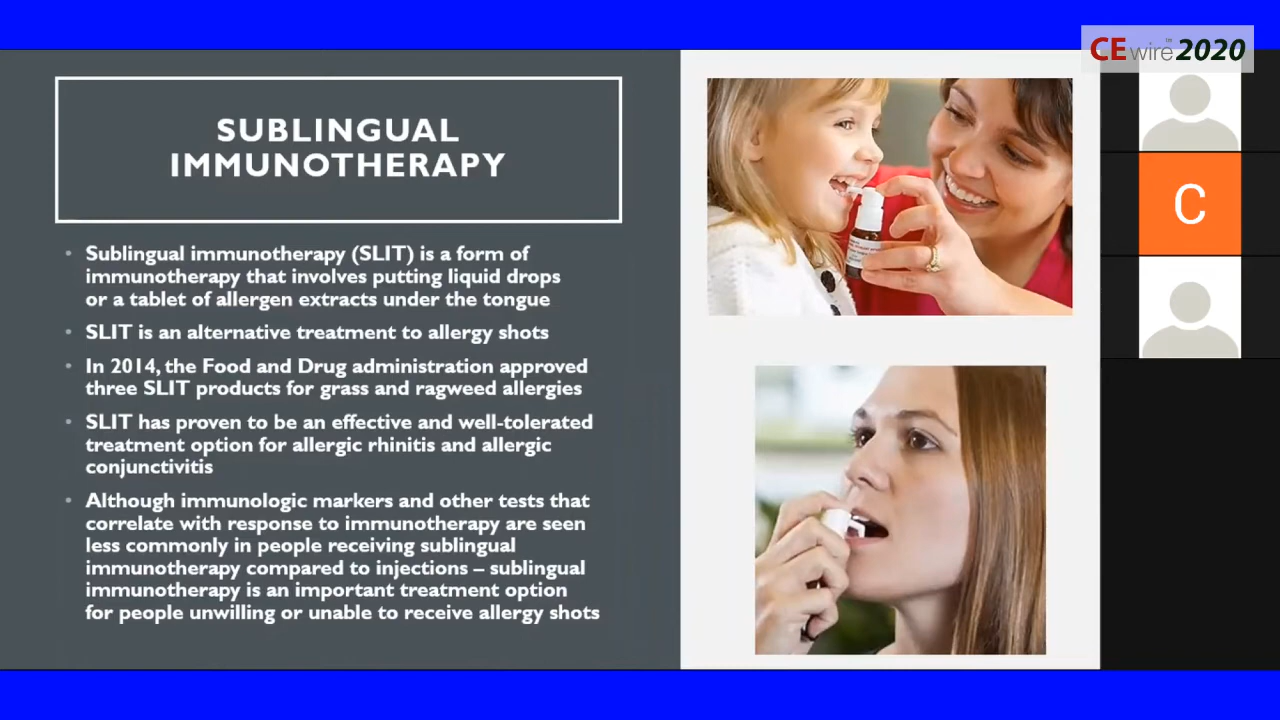 CE wire™ 2020
SUBLINGUAL
IMMUNOTHERAPY
• Sublingual immunotherapy (SLIT) is a form of
immunotherapy that involves putting liquid drops
or a tablet of allergen extracts under the tongue
• SLIT is an alternative treatment to allergy shots
• In 2014, the Food and Drug administration approved
three SLIT products for grass and ragweed allergies
• SLIT has proven to be an effective and well-tolerated
treatment option for allergic rhinitis and allergic
conjunctivitis
• Although immunologic markers and other tests that
correlate with response to immunotherapy are seen
less commonly in people receiving sublingual
immunotherapy compared to injections – sublingual
immunotherapy is an important treatment option
for people unwilling or unable to receive allergy shots
C